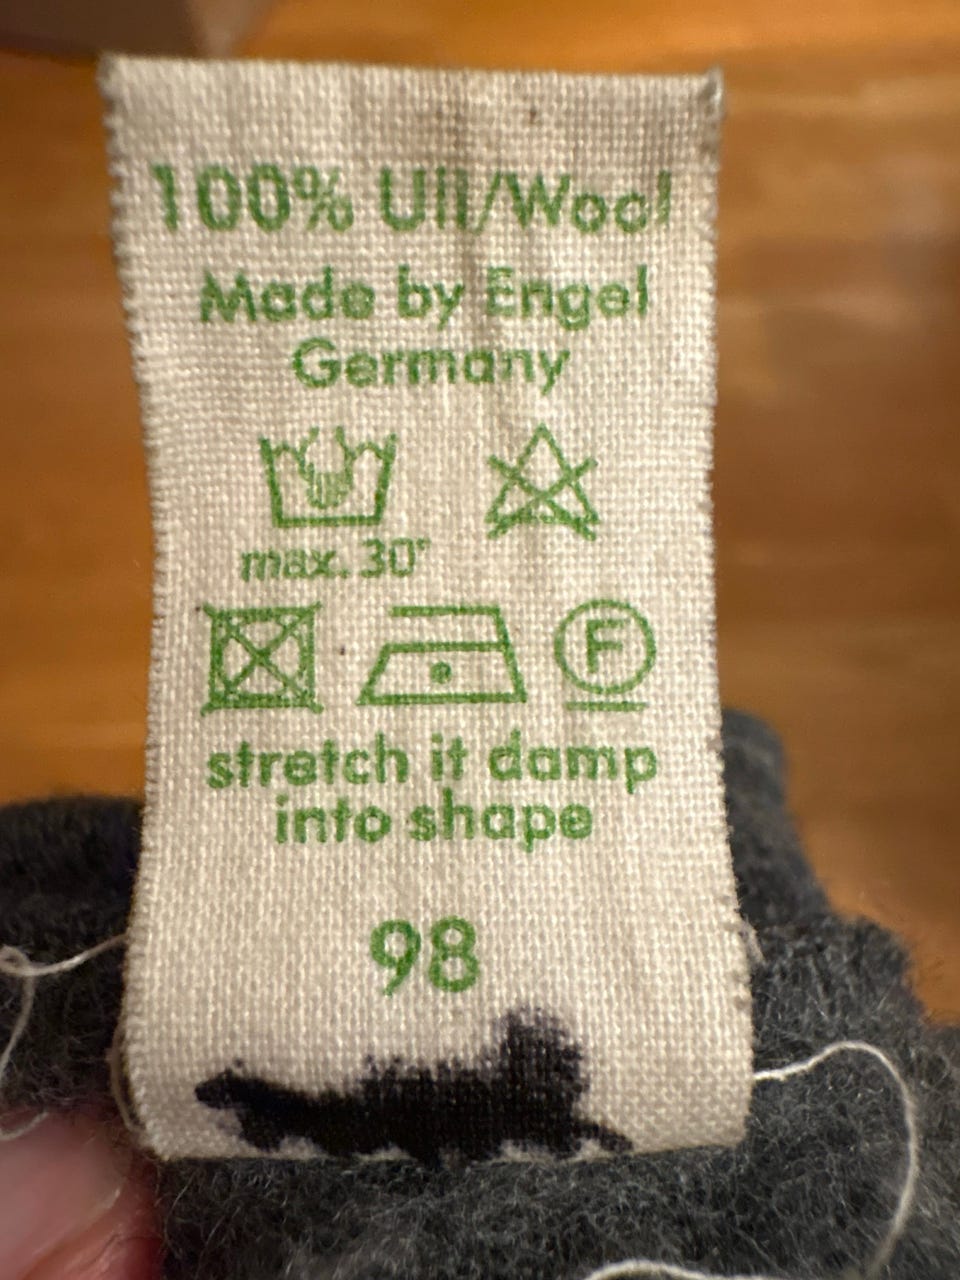 100% Ull/Wool
Made by Engel
Germany
max. 30°
F
stretch it damp
into shape
98